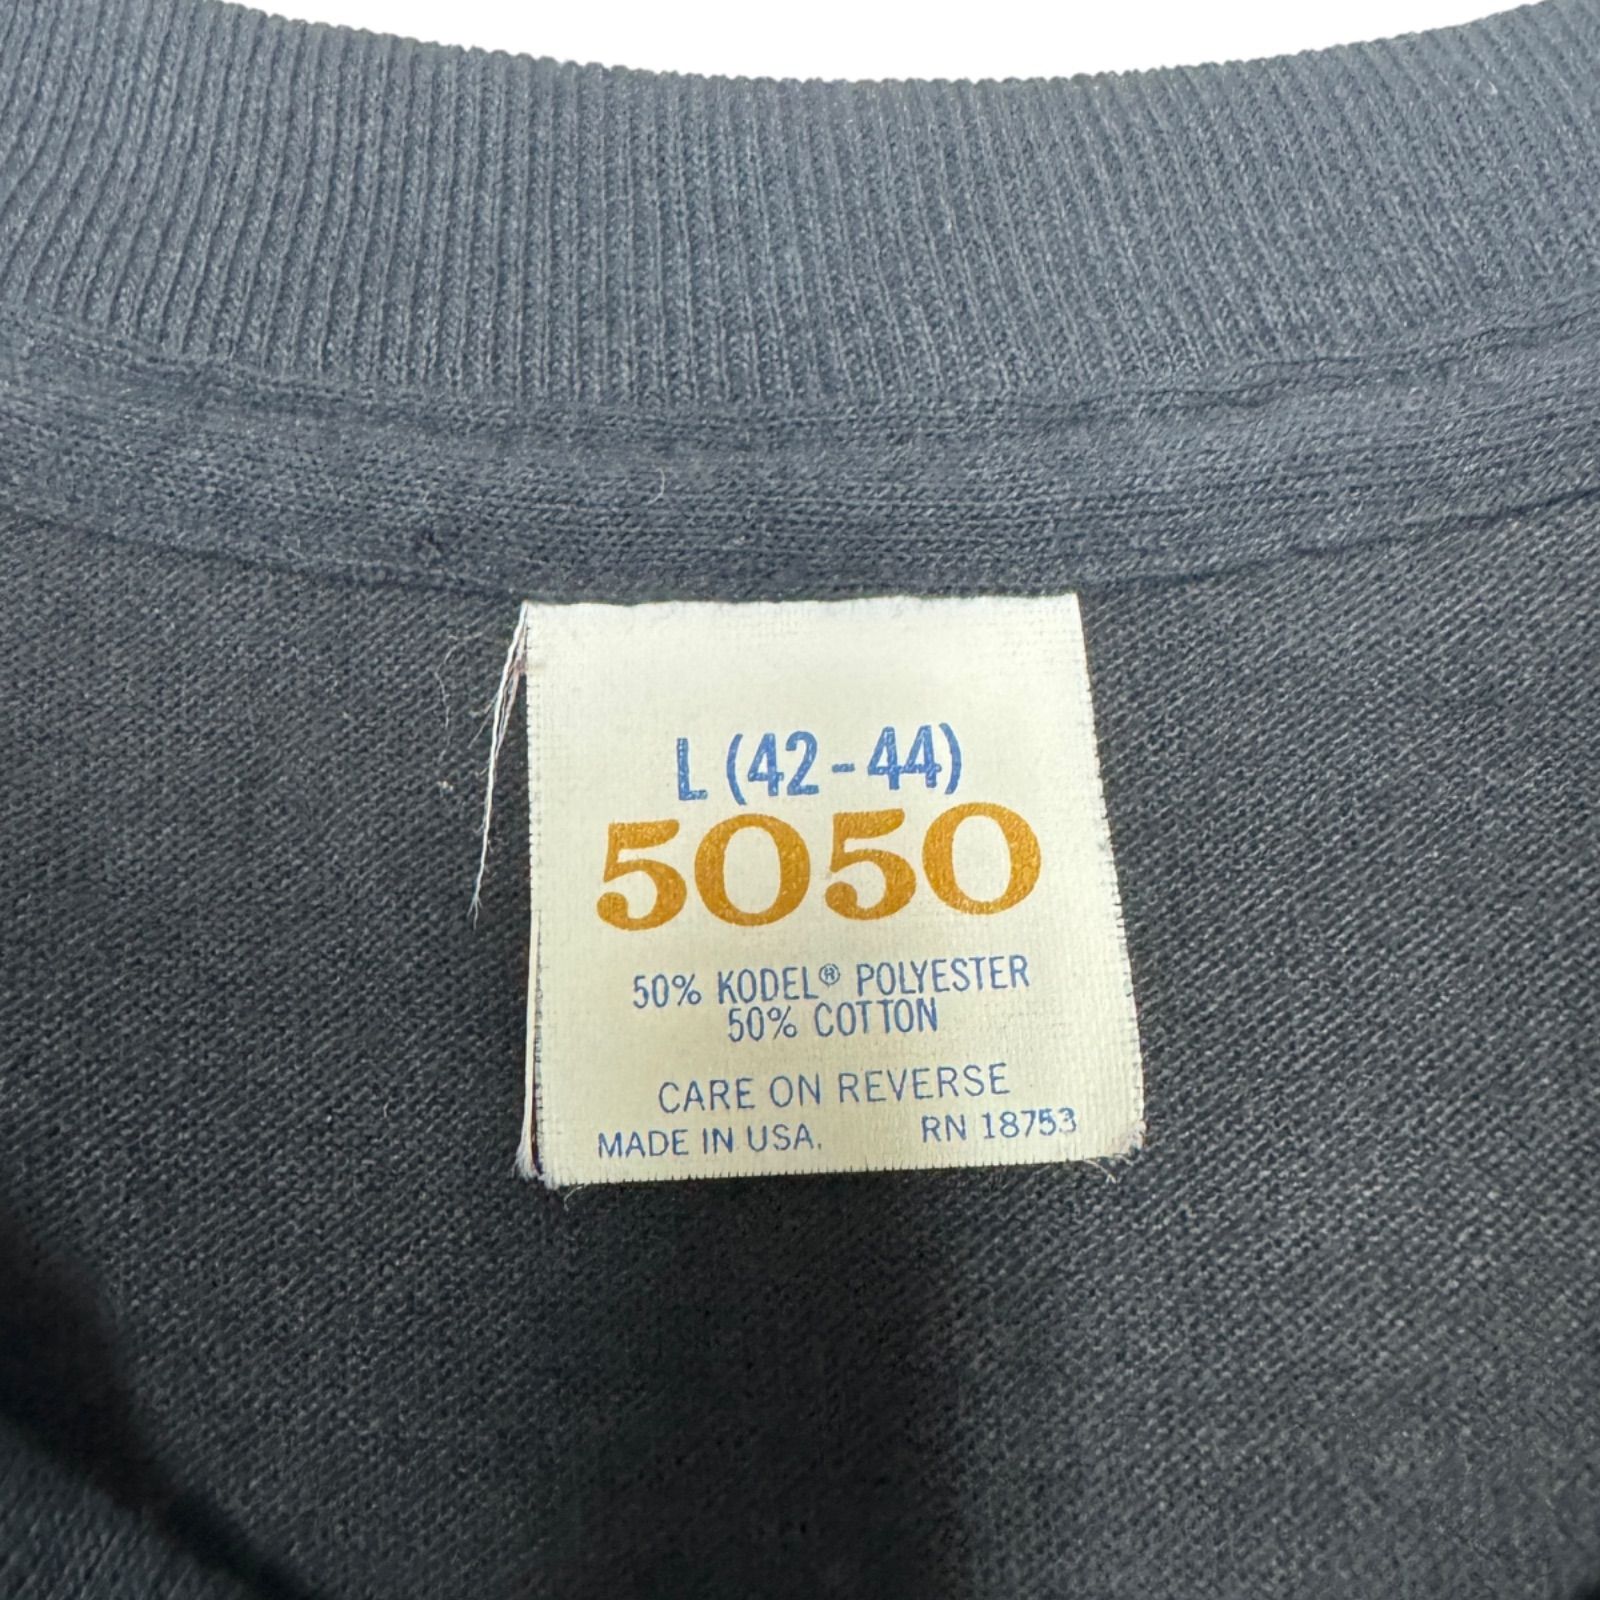 L (42-44)
5050
50% KODEL® POLYESTER
50% COTTON
CARE ON REVERSE
MADE IN USA. RN 18753